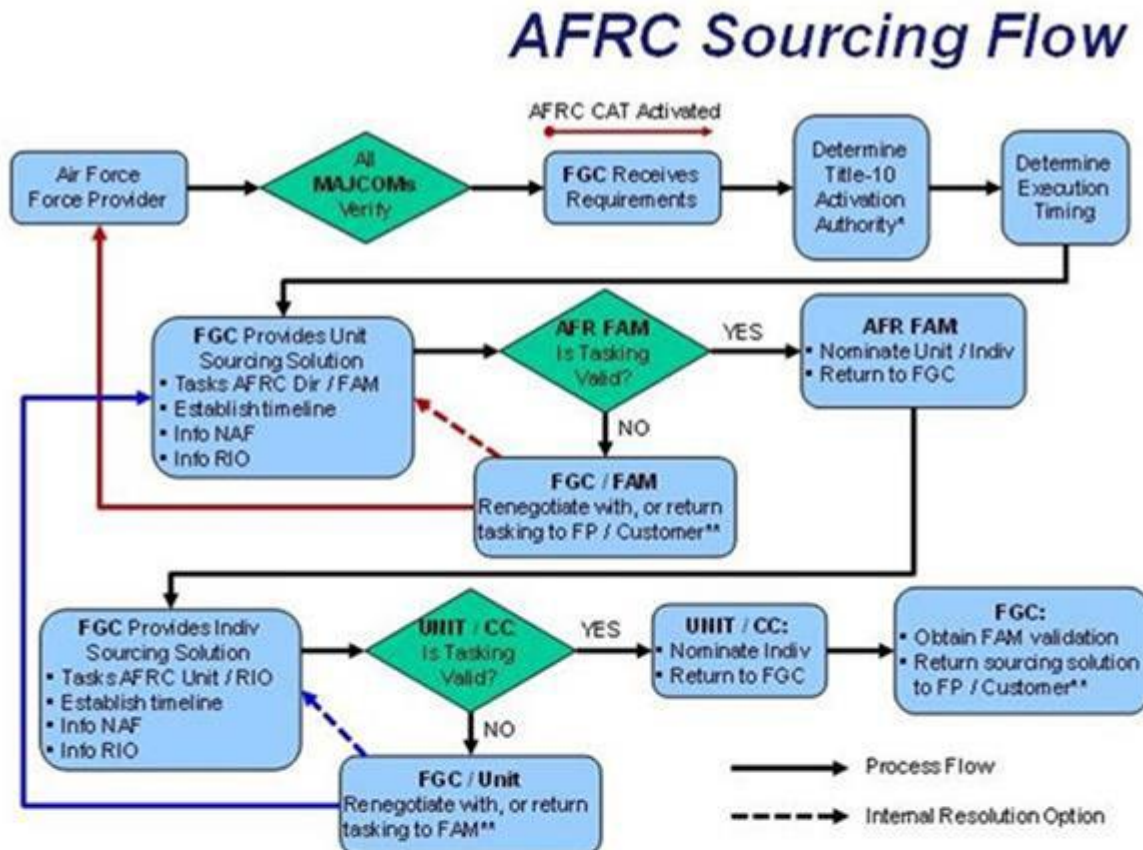 AFRC Sourcing Flow
AFRC CAT Activated
Air Force
Force Provider
All
MAJCOMs
Verify
FGC Receives
Requirements
Determine
Title-10
Activation
Authority*
Determine
Execution
Timing
FGC Provides Unit
Sourcing Solution
▪ Tasks AFRC Dir / FAM
▪ Establish timeline
▪ Info NAF
▪ Info RIO
AFR FAM
Is Tasking
Valid?
YES
AFR FAM
▪ Nominate Unit / Indiv
▪ Return to FGC
NO
FGC / FAM
Renegotiate with, or return
tasking to FP / Customer**
FGC Provides Indiv
Sourcing Solution
▪ Tasks AFRC Unit / RIO
▪ Establish timeline
▪ Info NAF
▪ Info RIO
UNIT / CC
Is Tasking
Valid?
YES
UNIT / CC:
▪ Nominate Indiv
▪ Return to FGC
FGC:
▪ Obtain FAM validation
▪ Return sourcing solution
to FP / Customer**
NO
FGC / Unit
Renegotiate with, or return
tasking to FAM**
Process Flow
Internal Resolution Option